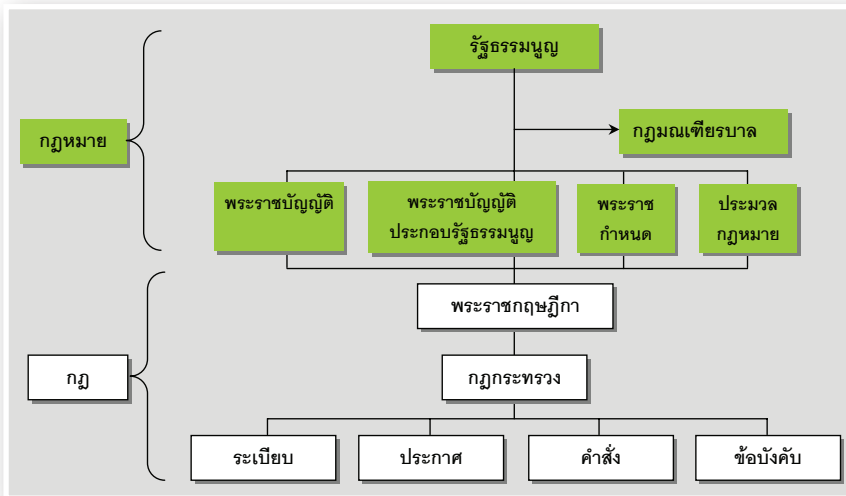 รัฐธรรมนูญ
กฎหมาย
กฎมณเฑียรบาล
พระราชบัญญัติ
พระราชบัญญัติ
ประกอบรัฐธรรมนูญ
พระราช
กำหนด
ประมวล
กฎหมาย
พระราชกฤษฎีกา
กฎ
กฎกระทรวง
ระเบียบ
ประกาศ
คำสั่ง
ข้อบังคับ